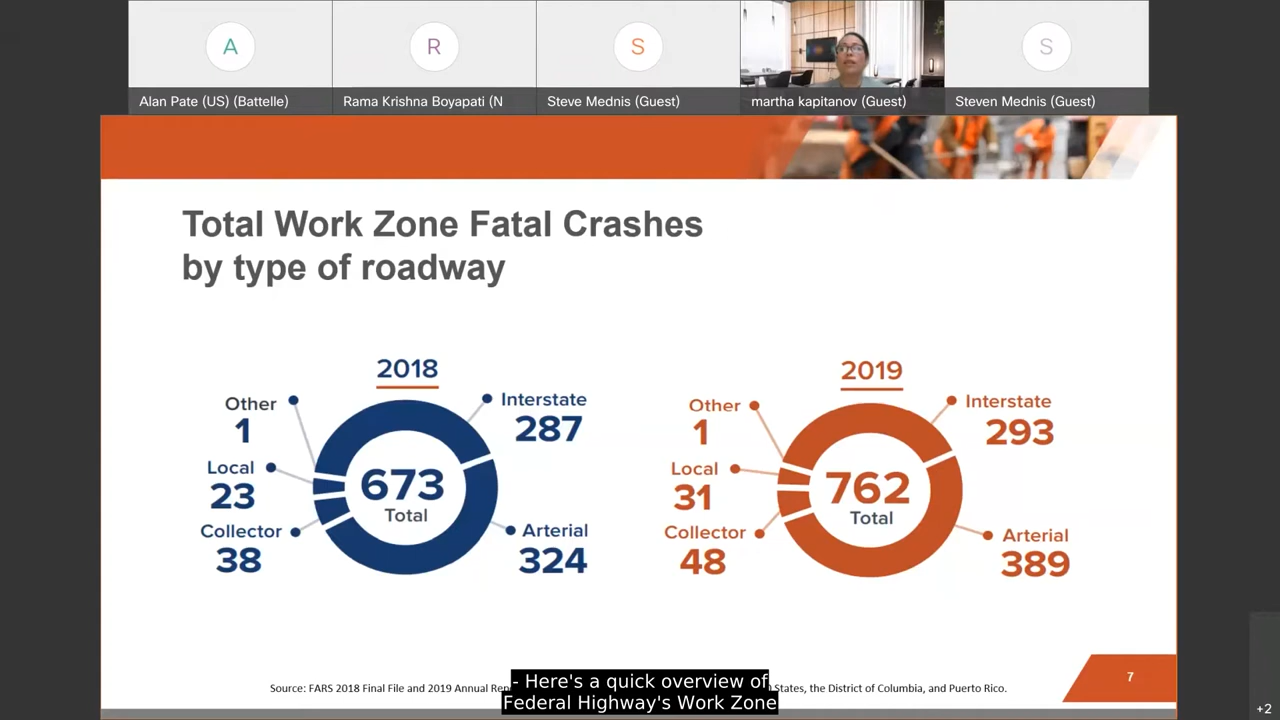 A
R
S
S
Alan Pate (US) (Battelle)
Rama Krishna Boyapati (N
Steve Mednis (Guest)
martha kapitanov (Guest)
Steven Mednis (Guest)
Total Work Zone Fatal Crashes
by type of roadway
2018
Other
1
Interstate
287
Local
23
673
Total
Collector
38
Arterial
324
2019
Other
1
Interstate
293
Local
31
762
Total
Collector
48
Arterial
389
7
Source: FARS 2018 Final File and 2019 Annual States, the District of Columbia, and Puerto Rico.
- Here's a quick overview of
Federal Highway's Work Zone
+2